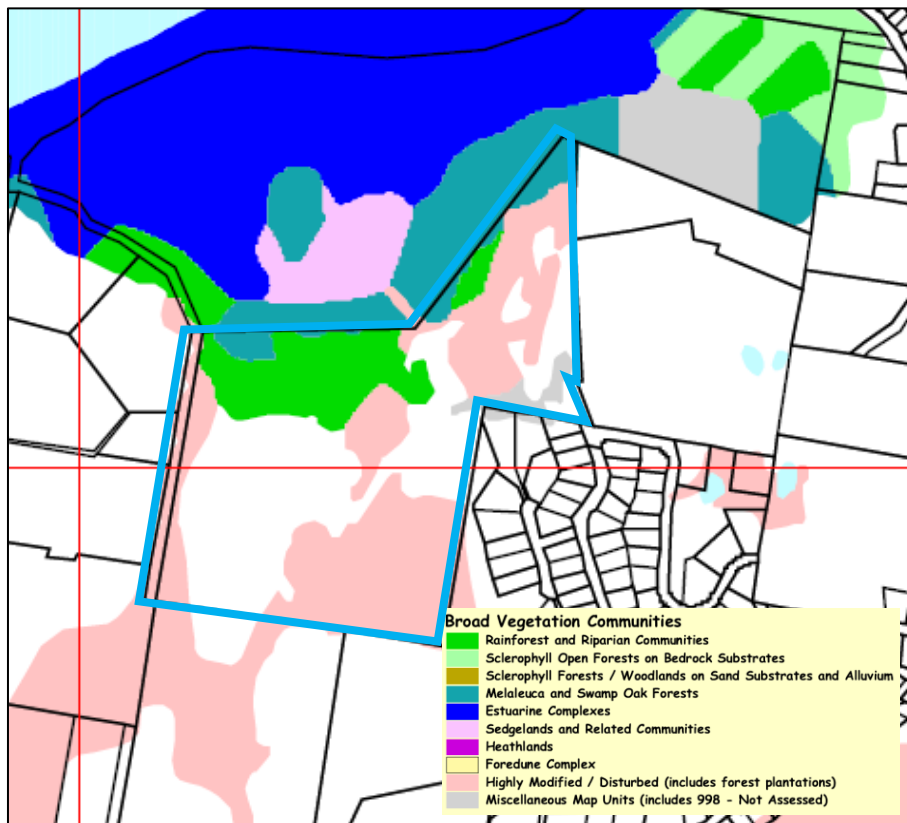 Broad Vegetation Communities
Rainforest and Riparian Communities
Sclerophyll Open Forests on Bedrock Substrates
Sclerophyll Forests / Woodlands on Sand Substrates and Alluvium
Melaleuca and Swamp Oak Forests
Estuarine Complexes
Sedgelands and Related Communities
Heathlands
Foredune Complex
Highly Modified / Disturbed (includes forest plantations)
Miscellaneous Map Units (includes 998 - Not Assessed)